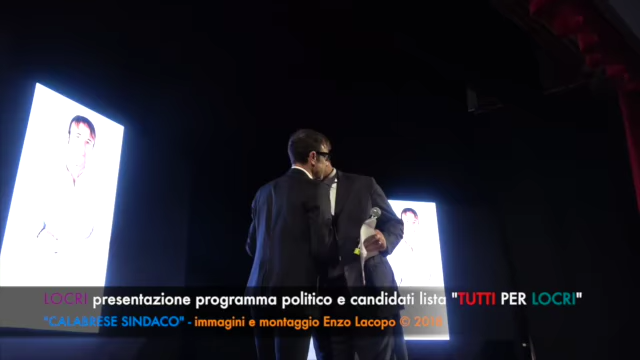 LOCRI presentazione programma politico e candidati lista "TUTTI PER LOCRI"
"CALABRESE SINDACO" - immagini e montaggio Enzo Lacopo ©